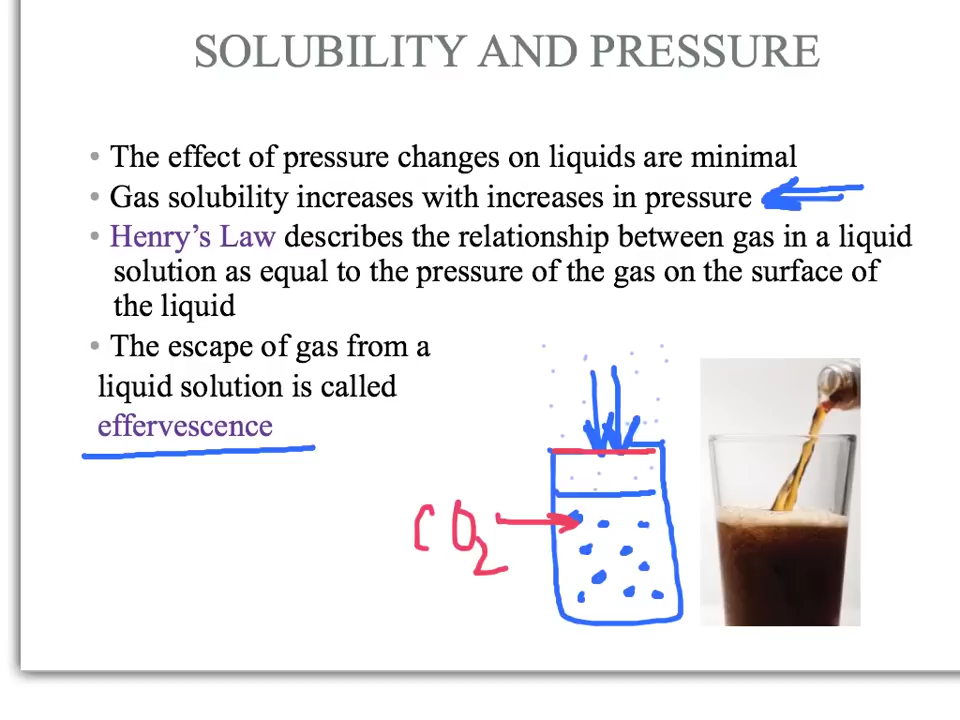 SOLUBILITY AND PRESSURE
• The effect of pressure changes on liquids are minimal
• Gas solubility increases with increases in pressure
• Henry's Law describes the relationship between gas in a liquid
solution as equal to the pressure of the gas on the surface of
the liquid
• The escape of gas from a
liquid solution is called
effervescence
CO2